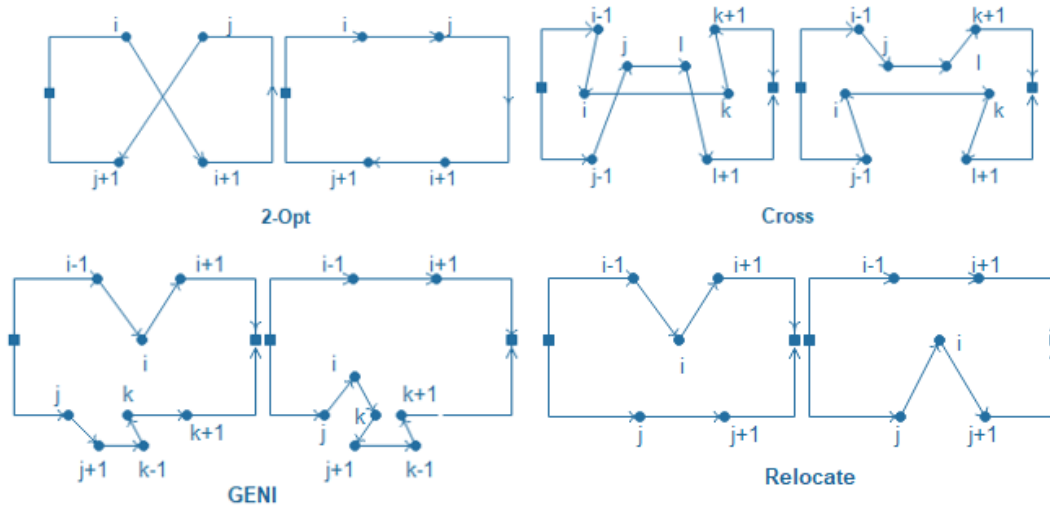 i j i j
j+1 i+1 j+1 i+1
2-Opt
i-1 k+1 i-1 k+1
j l j l
i k i k
j-1 l+1 j-1 l+1
Cross
i-1 i+1 i-1 i+1
i i
j k j k k+1
k+1
j+1 k-1 j+1 k-1
GENI
i-1 i+1 i-1 i+1
i i
j j+1 j j+1
Relocate